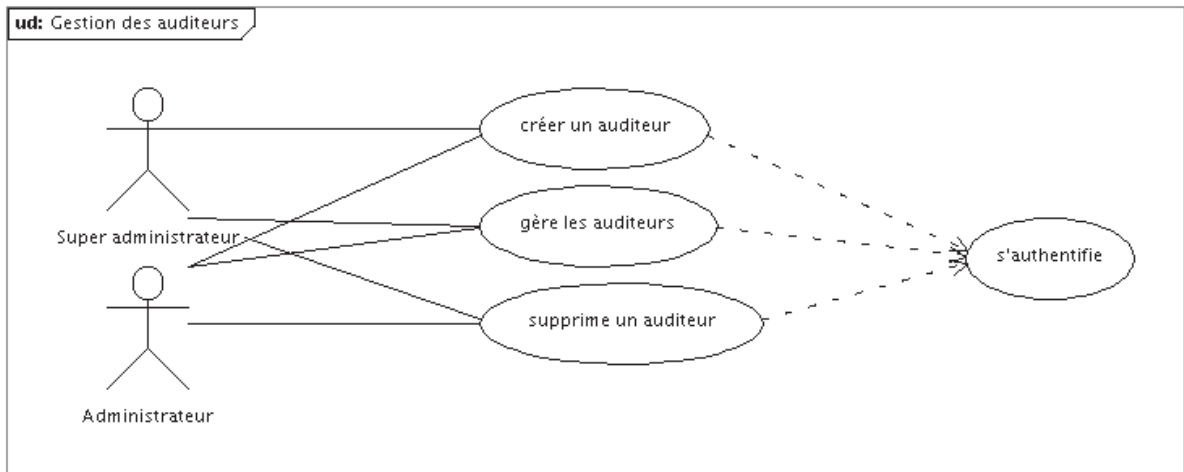 ud: Gestion des auditeurs
créer un auditeur
gère les auditeurs
Super administrateur
s'authentifie
supprime un auditeur
Administrateur